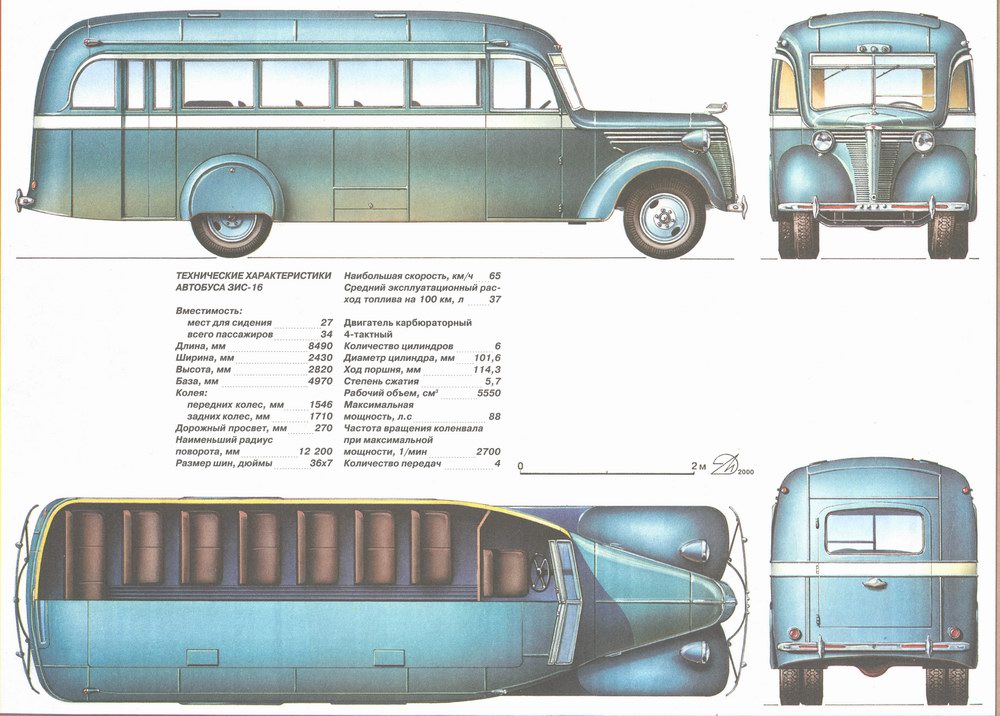 ТЕХНИЧЕСКИЕ ХАРАКТЕРИСТИКИ
АВТОБУСА ЗИС-16
Вместимость:
мест для сидения 27
всего пассажиров 34
Длина, мм 8490
Ширина, мм 2430
Высота, мм 2820
База, мм 4970
Колея:
передних колес, мм 1546
задних колес, мм 1710
Дорожный просвет, мм 270
Наименьший радиус
поворота, мм 12 200
Размер шин, дюймы 36х7
Наибольшая скорость, км/ч 65
Средний эксплуатационный рас-
ход топлива на 100 км, л 37
Двигатель карбюраторный
4-тактный
Количество цилиндров 6
Диаметр цилиндра, мм 101,6
Ход поршня, мм 114,3
Степень сжатия 5,7
Рабочий объем, см³ 5550
Максимальная
мощность, л.с 88
Частота вращения коленвала
при максимальной
мощности, 1/мин 2700
Количество передач 4
0 2 м
2000